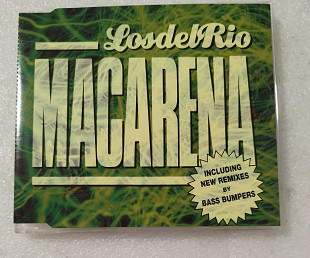 LosdelRio
MACARENA
INCLUDING
NEW REMIXES
BY
BASS BUMPERS